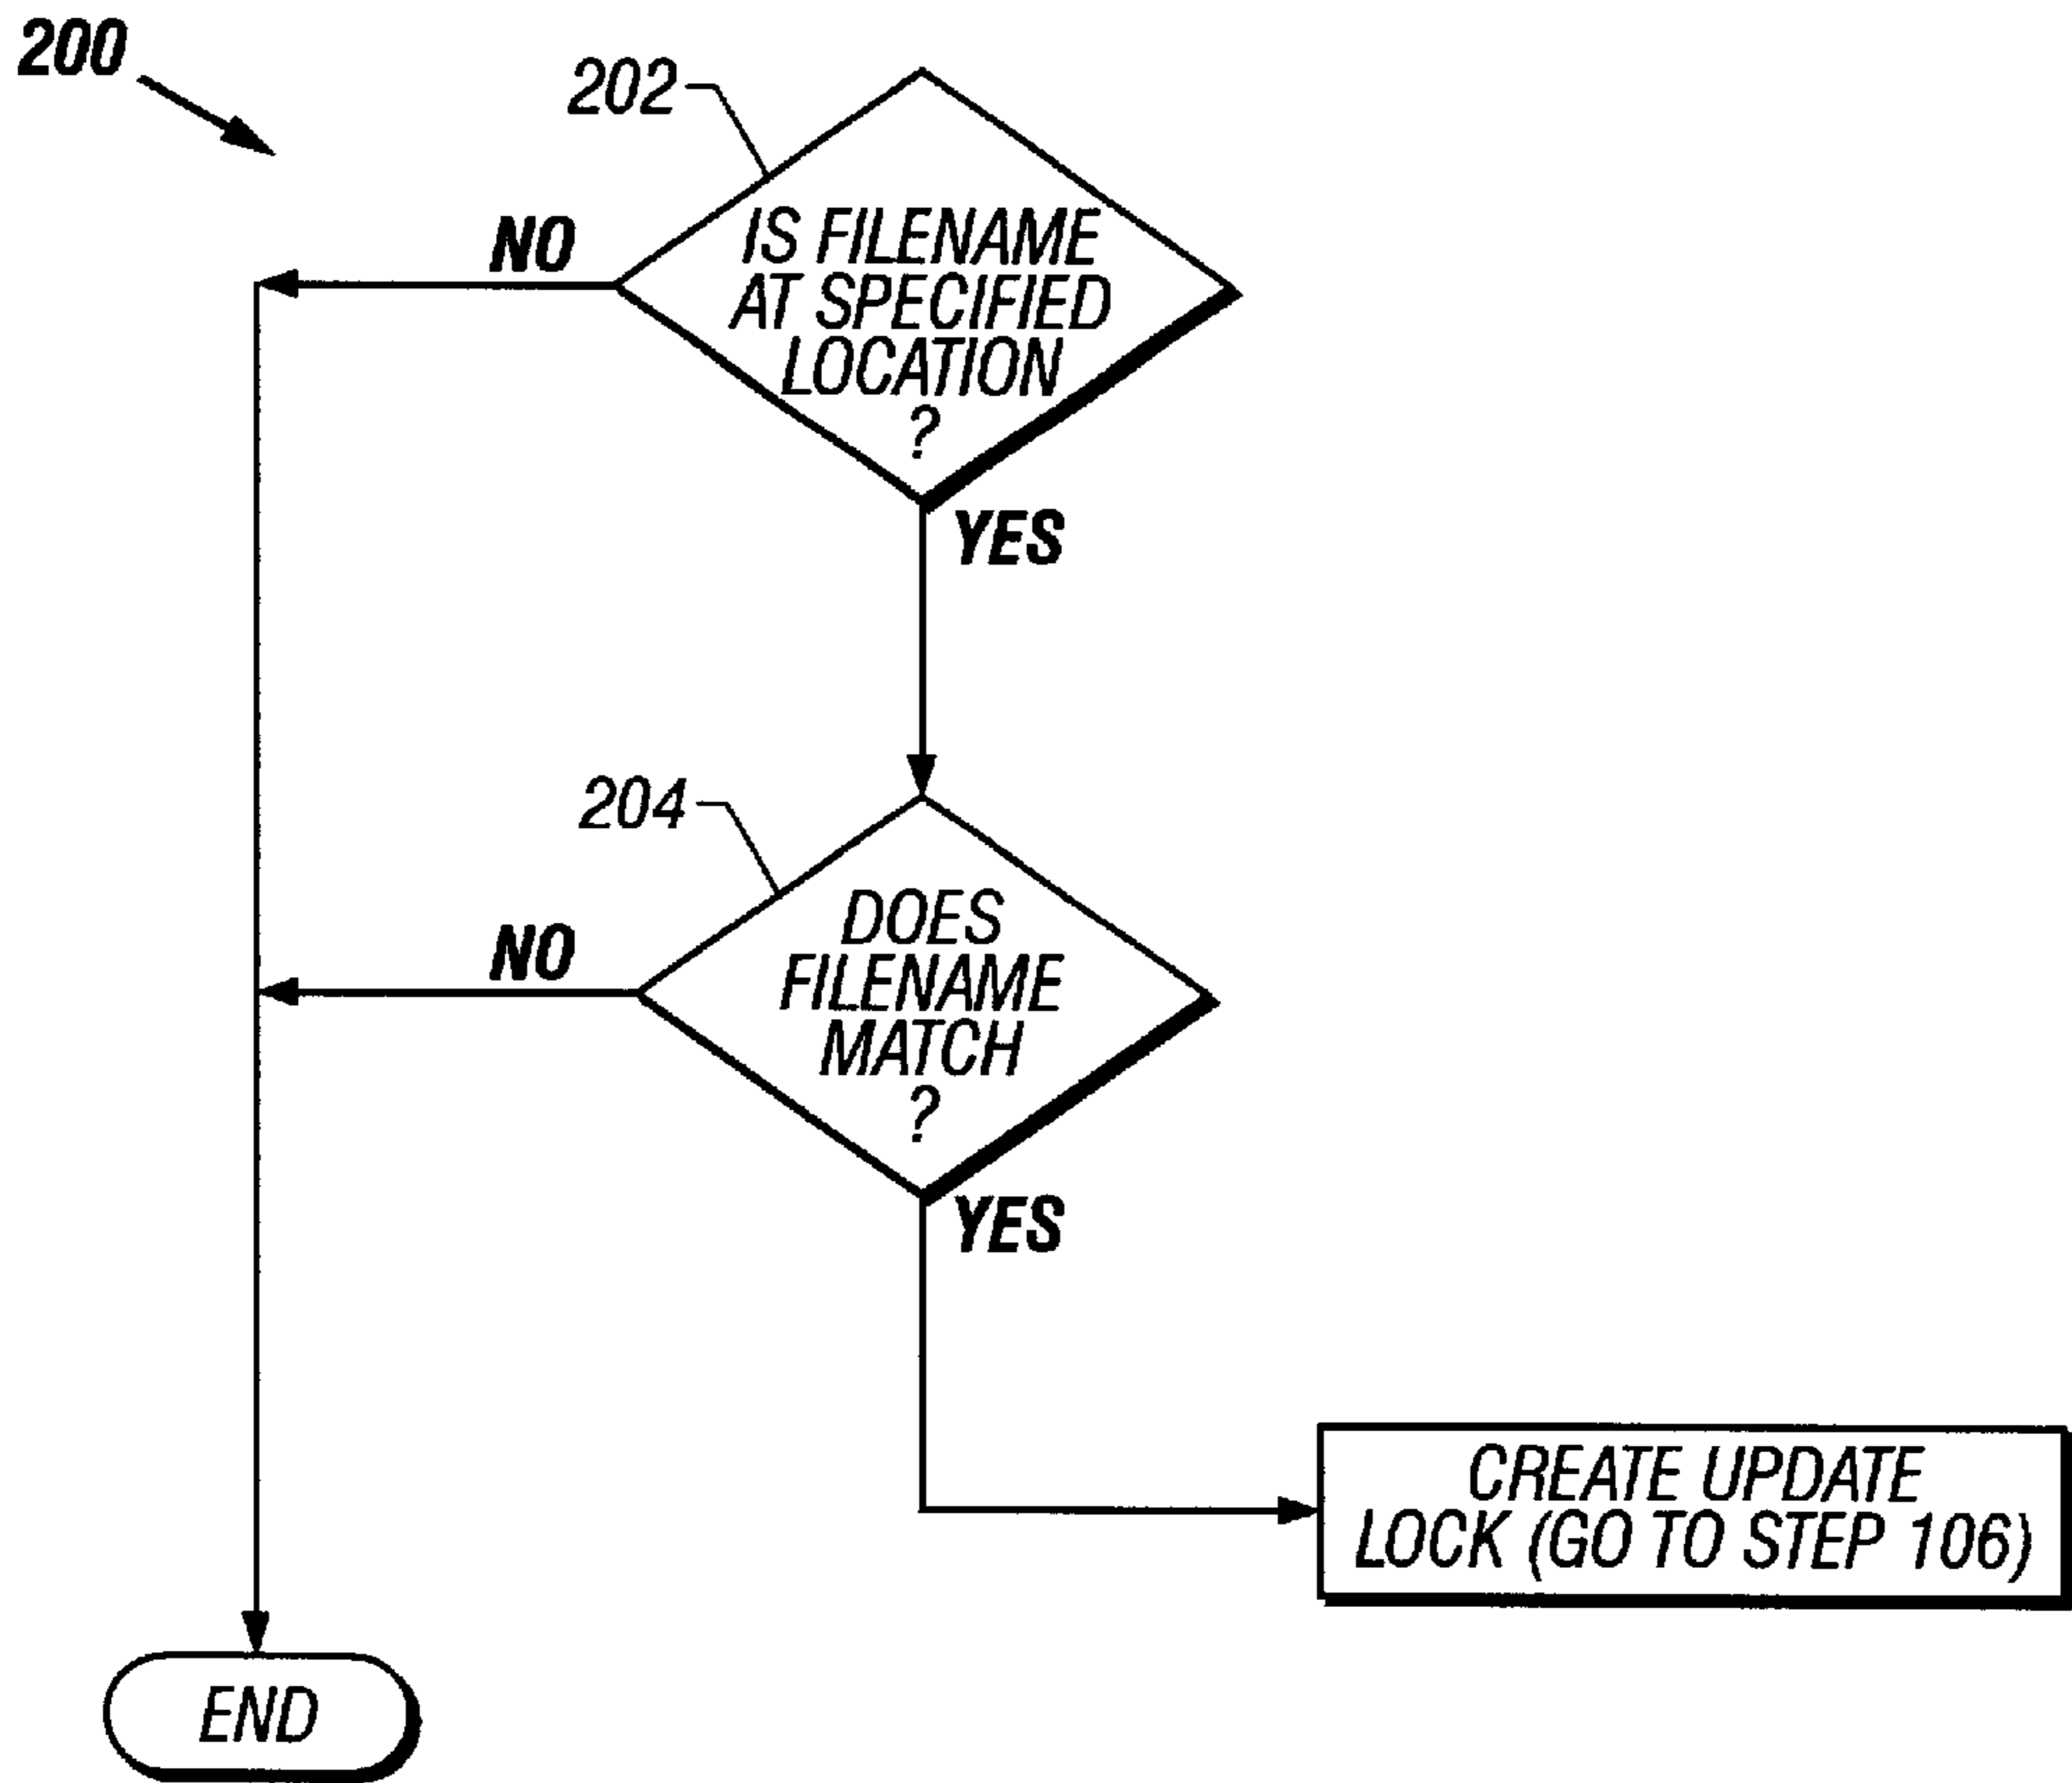 200
202
IS FILENAME
AT SPECIFIED
LOCATION
?
NO
YES
204
DOES
FILENAME
MATCH
?
NO
YES
CREATE UPDATE
LOCK (GO TO STEP 106)
END